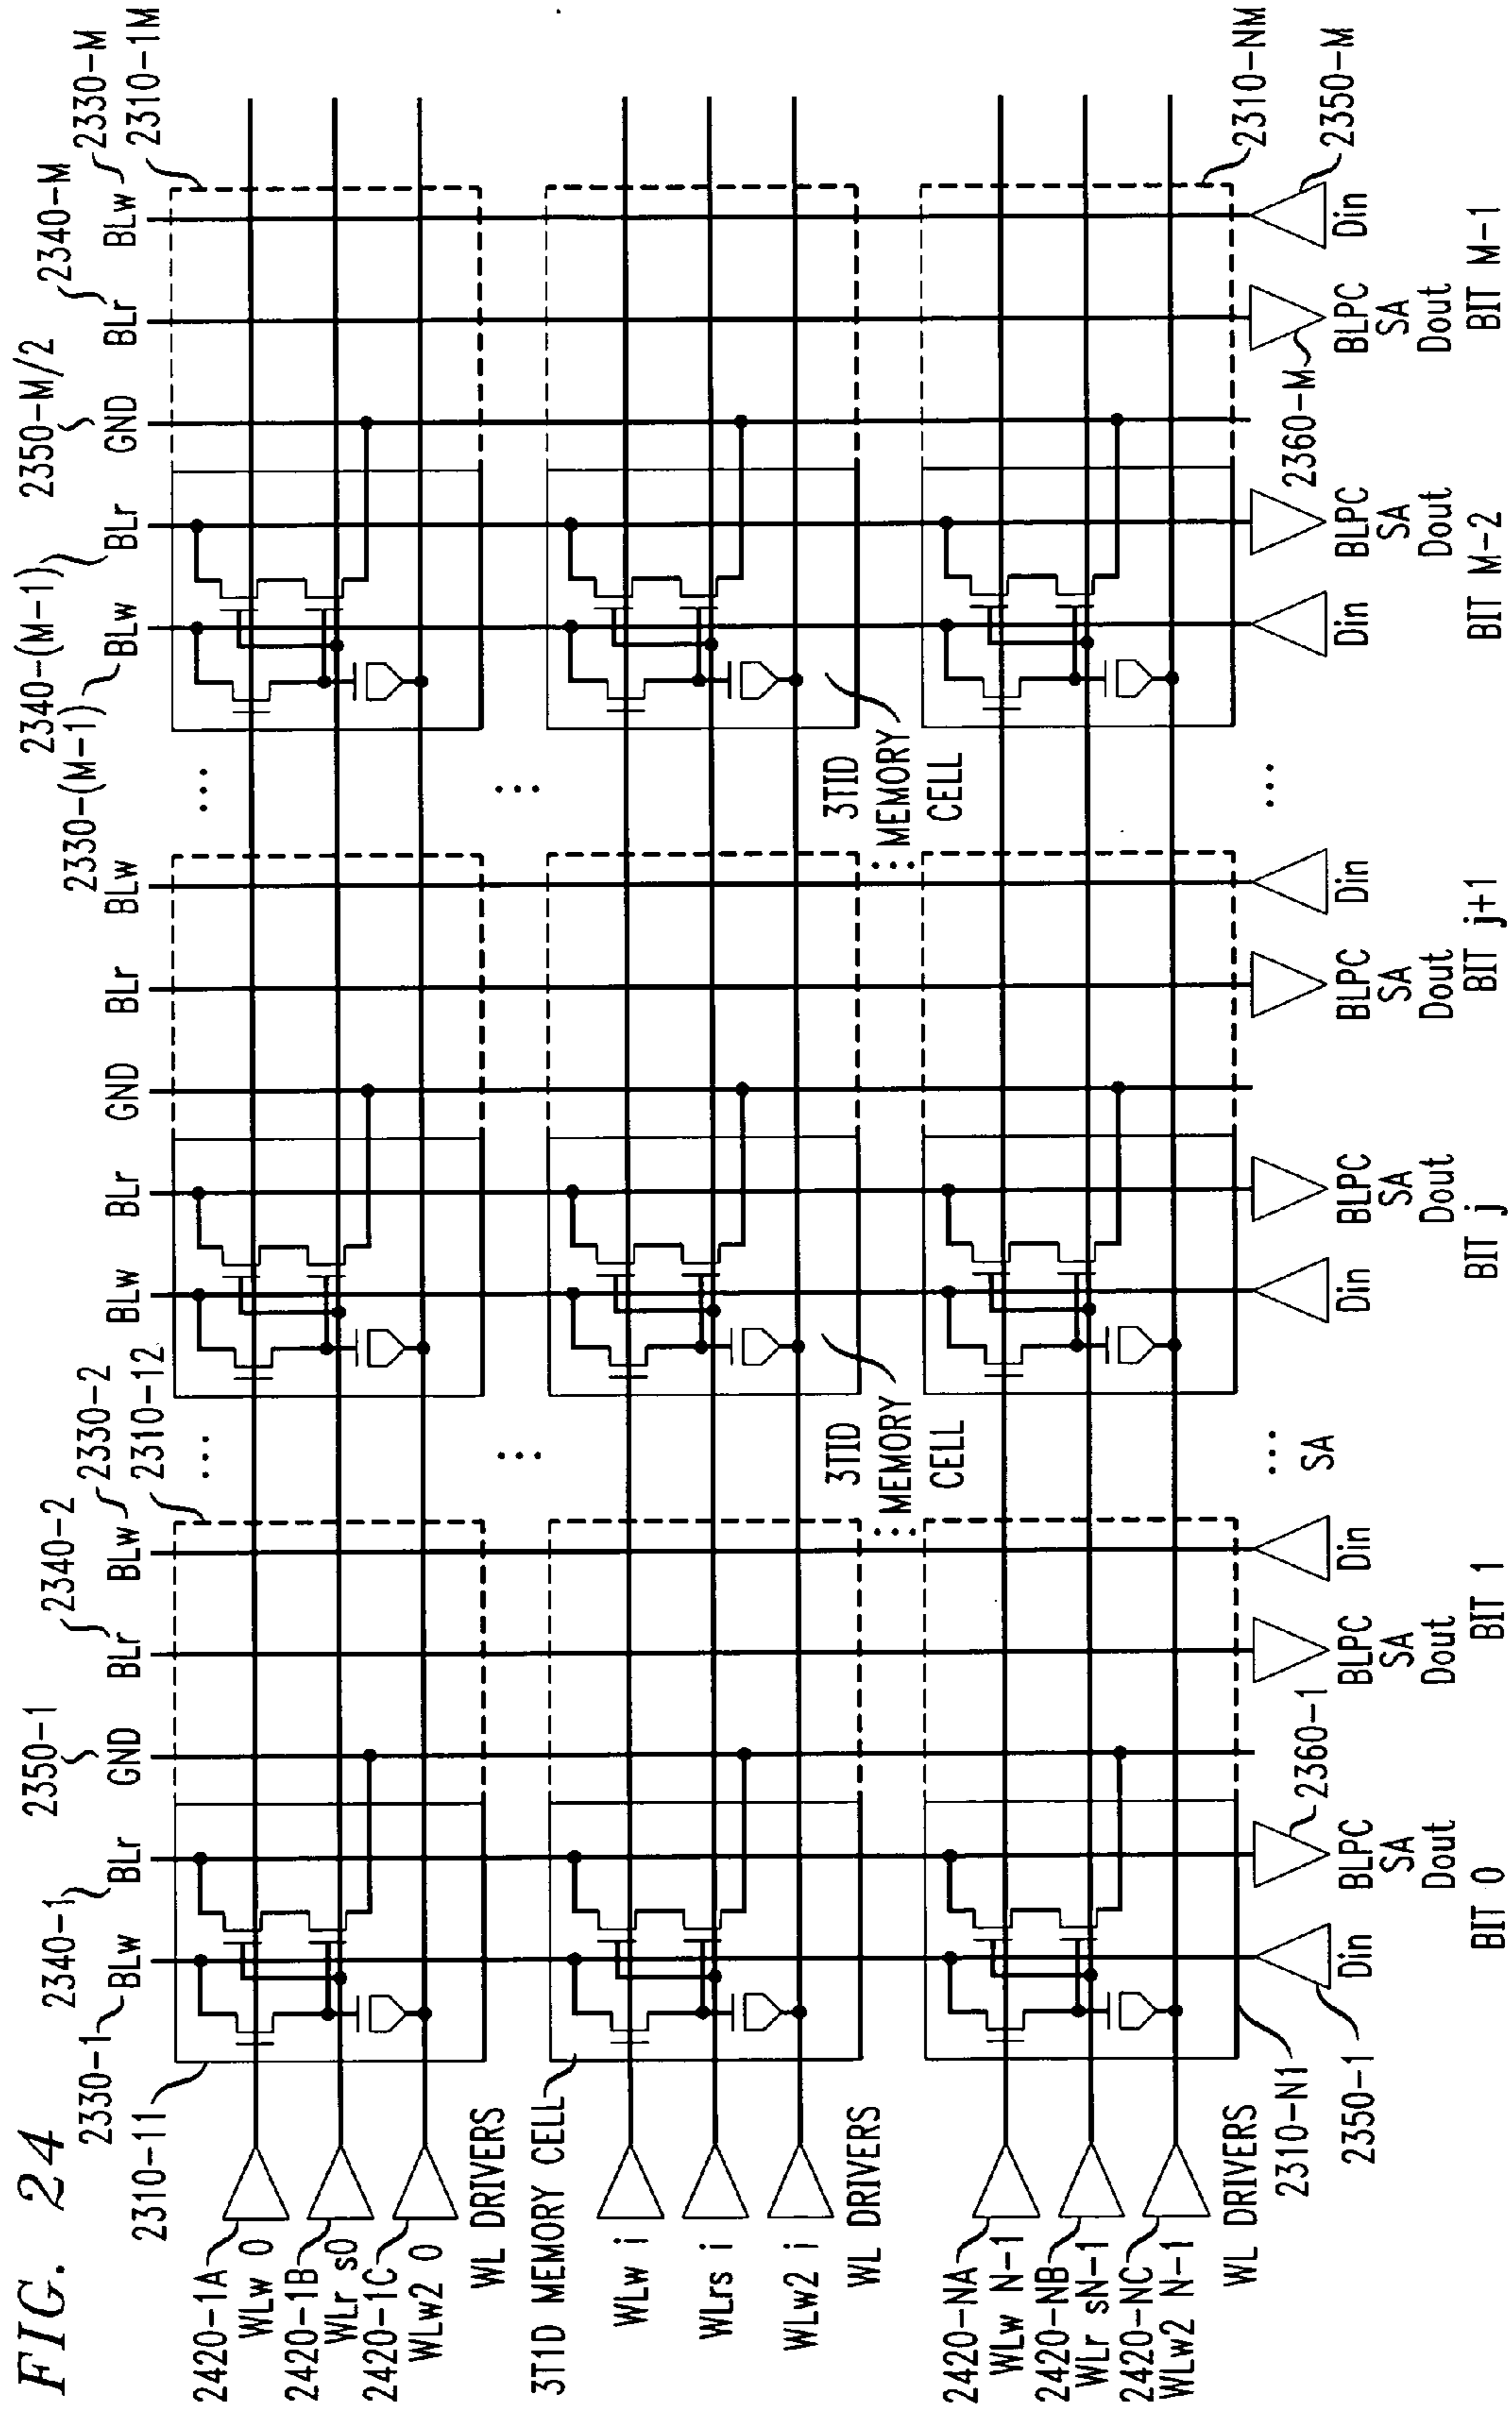 FIG. 24
2330-1
2340-1
2350-1
2340-2
2330-2
2310-12
2330-(M-1)
2340-(M-1)
2350-M/2
2340-M
2330-M
2310-1M
2310-11
BLw
BLr
GND
BLr
BLw
BLw
BLr
GND
BLr
BLw
BLw
BLr
GND
BLr
BLw
2420-1A
WLw 0
2420-1B
WLr s0
2420-1C
WLw2 0
WL DRIVERS
...
...
3T1D MEMORY CELL
WLw i
WLrs i
WLw2 i
WL DRIVERS
...
...
3TID
MEMORY
CELL
3TID
MEMORY
CELL
...
...
2420-NA
WLw N-1
2420-NB
WLr sN-1
2420-NC
WLw2 N-1
WL DRIVERS
2310-N1
2350-1
2360-1
2360-M
2310-NM
2350-M
...
...
Din
BLPC
SA
Dout
BLPC
SA
Dout
Din
SA
Din
BLPC
SA
Dout
BLPC
SA
Dout
Din
Din
BLPC
SA
Dout
BLPC
SA
Dout
Din
BIT 0
BIT 1
BIT j
BIT j+1
BIT M-2
BIT M-1